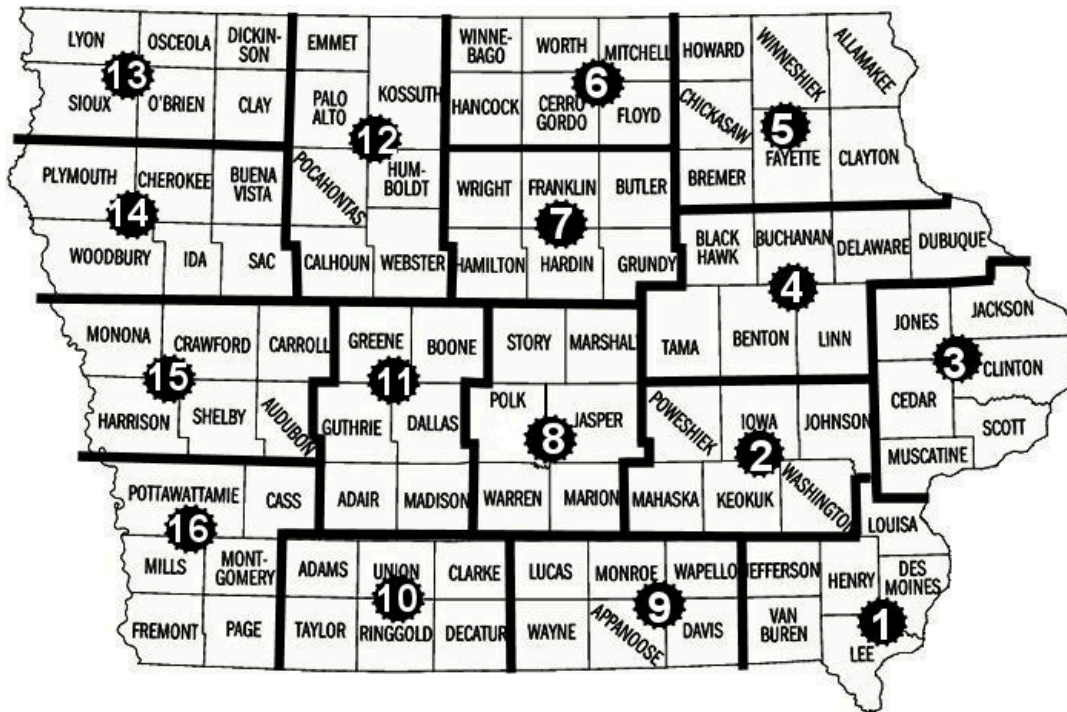 LYON
OSCEOLA
DICKIN-
SON
EMMET
WINNE-
BAGO
WORTH
MITCHELL
HOWARD
WINNESHIEK
ALLAMAKEE
13
6
SIOUX
O'BRIEN
CLAY
PALO
ALTO
KOSSUTH
HANCOCK
CERRO
GORDO
FLOYD
CHICKASAW
5
12
FAYETTE
CLAYTON
PLYMOUTH
CHEROKEE
BUENA
VISTA
POCAHONTAS
HUM-
BOLDT
WRIGHT
FRANKLIN
BUTLER
BREMER
14
7
WOODBURY
IDA
SAC
CALHOUN
WEBSTER
HAMILTON
HARDIN
GRUNDY
BLACK
HAWK
BUCHANAN
DELAWARE
DUBUQUE
4
MONONA
CRAWFORD
CARROLL
GREENE
BOONE
STORY
MARSHAL
TAMA
BENTON
LINN
JONES
JACKSON
3
15
11
CLINTON
HARRISON
SHELBY
AUDUBON
GUTHRIE
DALLAS
POLK
JASPER
POWESHIEK
IOWA
JOHNSON
CEDAR
SCOTT
8
2
MUSCATINE
POTTAWATTAMIE
CASS
ADAIR
MADISON
WARREN
MARION
MAHASKA
KEOKUK
WASHINGTON
16
LOUISA
MILLS
MONT-
GOMERY
ADAMS
UNION
CLARKE
LUCAS
MONROE
WAPELLO
JEFFERSON
HENRY
DES
MOINES
10
9
1
FREMONT
PAGE
TAYLOR
RINGGOLD
DECATUR
WAYNE
APPANOOSE
DAVIS
VAN
BUREN
LEE